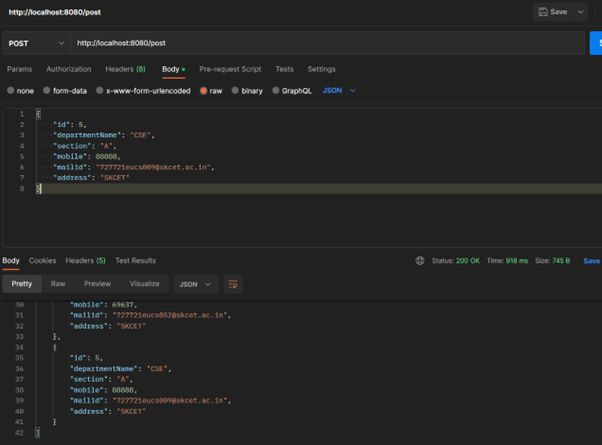 http://localhost:8080/post
Save
POST
http://localhost:8080/post
S
Params Authorization Headers (8) Body Pre-request Script Tests Settings
none form-data x-www-form-urlencoded raw binary GraphQL JSON
1 {
2 "id": 5,
3 "departmentName": "CSE",
4 "section": "A",
5 "mobile": 88888,
6 "mailid": "727721eucs009@skcet.ac.in",
7 "address": "SKCET"
8 }
Body Cookies Headers (5) Test Results Status: 200 OK Time: 918 ms Size: 745 B Save
Pretty Raw Preview Visualize JSON
30 "mobile": 69637,
31 "mailid": "727721eucs052@skcet.ac.in",
32 "address": "SKCET"
33 },
34 {
35 "id": 5,
36 "departmentName": "CSE",
37 "section": "A",
38 "mobile": 88888,
39 "mailid": "727721eucs009@skcet.ac.in",
40 "address": "SKCET"
41 }
42 ]